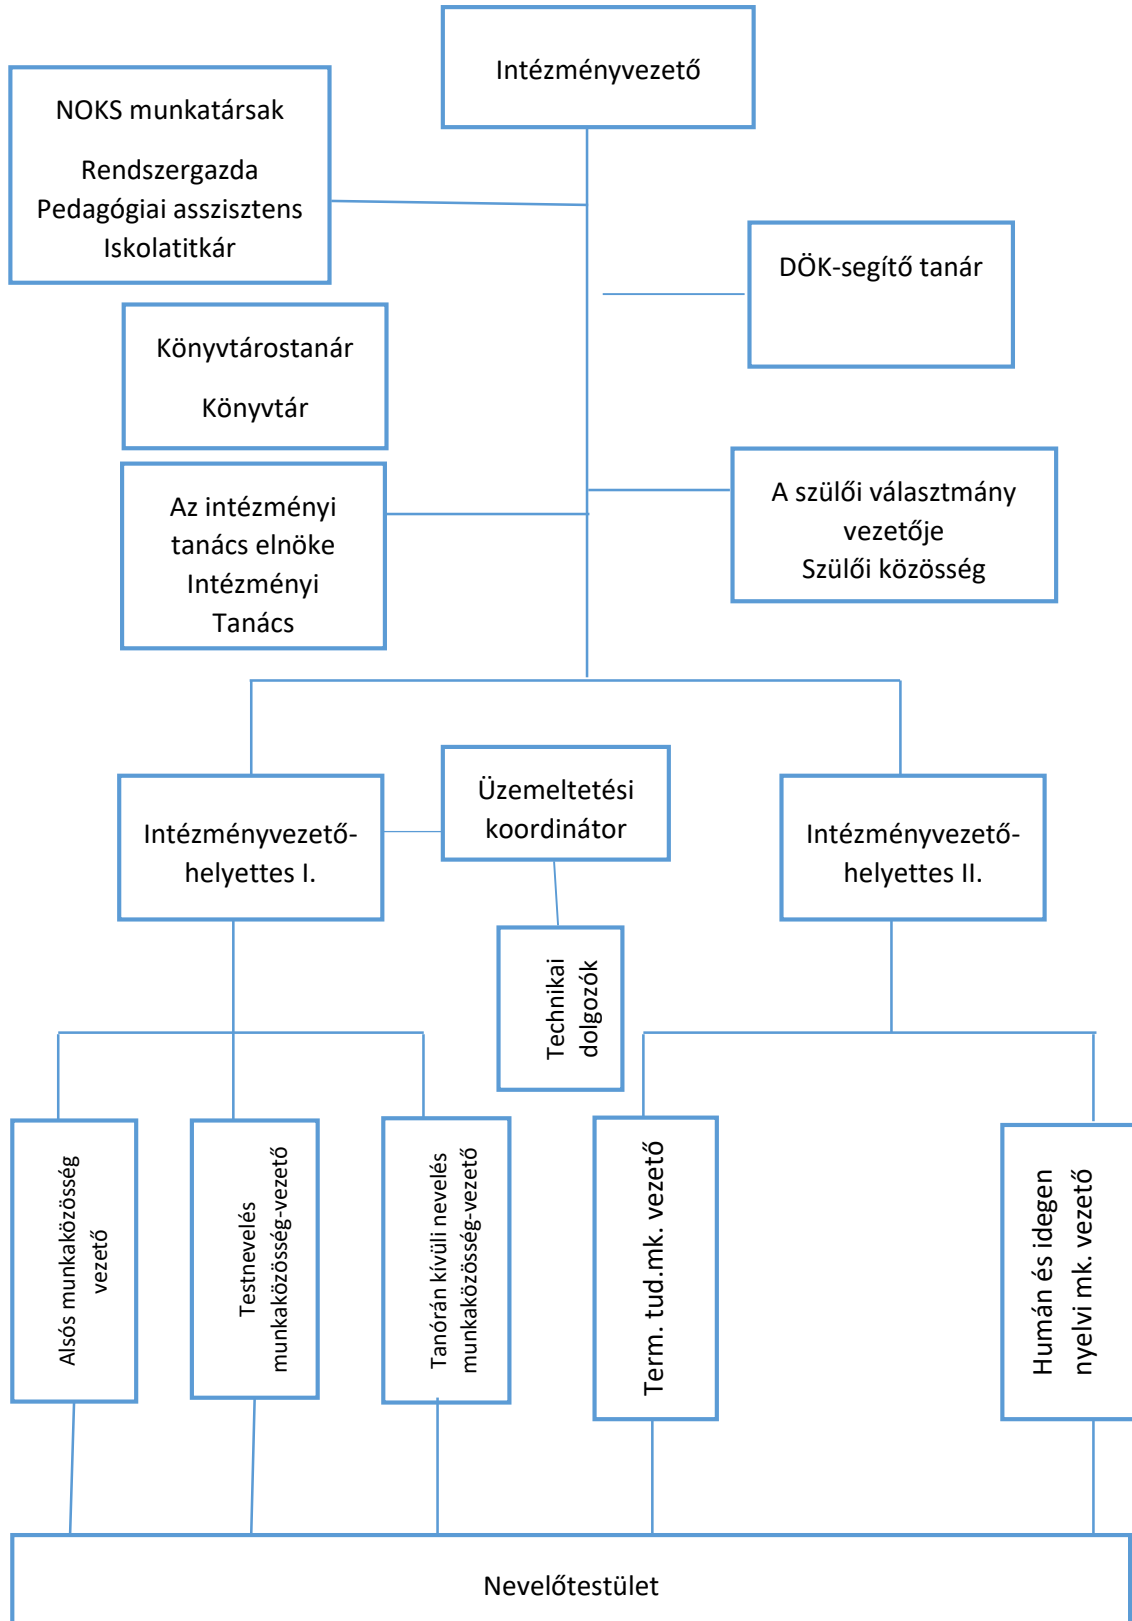 Intézményvezető
NOKS munkatársak
Rendszergazda
Pedagógiai asszisztens
Iskolatitkár
DÖK-segítő tanár
Könyvtárostanár
Könyvtár
Az intézményi
tanács elnöke
Intézményi
Tanács
A szülői választmány
vezetője
Szülői közösség
Intézményvezető-
helyettes I.
Üzemeltetési
koordinátor
Intézményvezető-
helyettes II.
Technikai
dolgozók
Alsós munkaközösség
vezető
Testnevelés
munkaközösség-vezető
Tanórán kívüli nevelés
munkaközösség-vezető
Term. tud.mk. vezető
Humán és idegen
nyelvi mk. vezető
Nevelőtestület